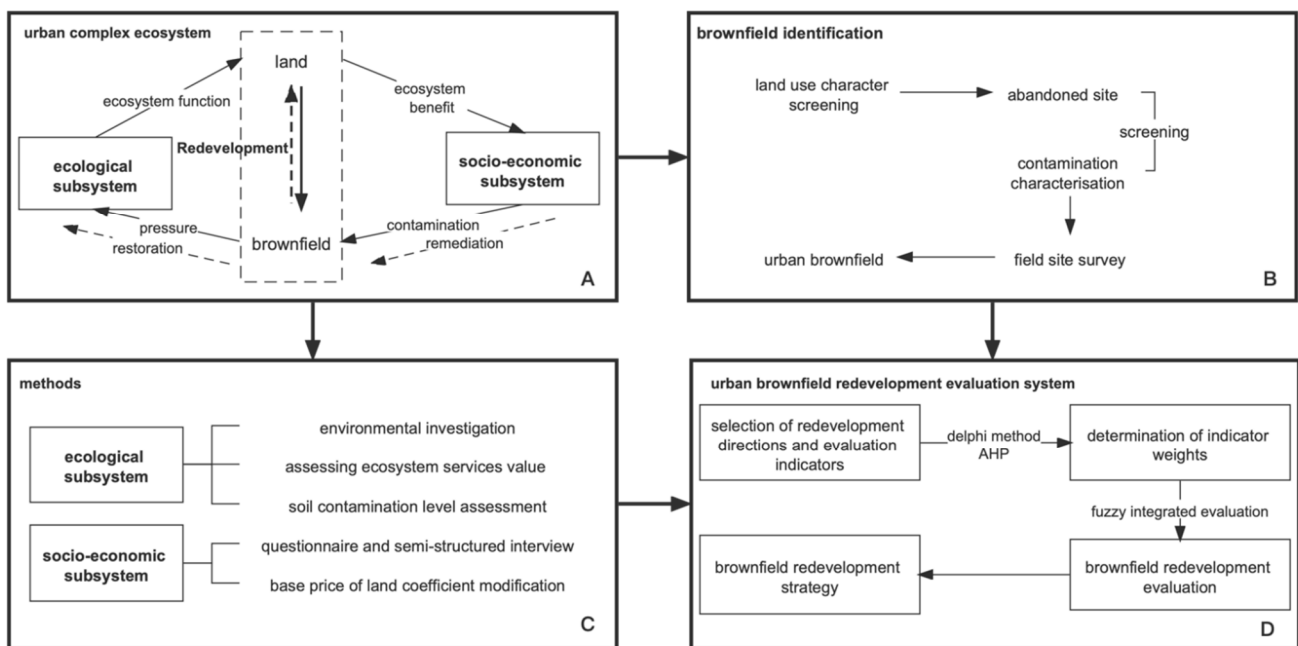 urban complex ecosystem
land
ecosystem function
ecosystem
benefit
Redevelopment
ecological
subsystem
socio-economic
subsystem
pressure
restoration
brownfield
contamination
remediation
A
brownfield identification
land use character
screening
abandoned site
screening
contamination
characterisation
urban brownfield
field site survey
B
methods
ecological
subsystem
environmental investigation
assessing ecosystem services value
soil contamination level assessment
socio-economic
subsystem
questionnaire and semi-structured interview
base price of land coefficient modification
C
urban brownfield redevelopment evaluation system
selection of redevelopment
directions and evaluation
indicators
delphi method
AHP
determination of indicator
weights
fuzzy integrated evaluation
brownfield redevelopment
strategy
brownfield redevelopment
evaluation
D